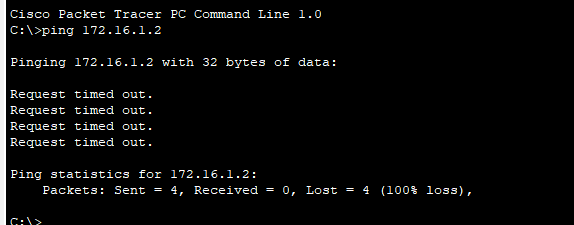 Cisco Packet Tracer PC Command Line 1.0
C:\>ping 172.16.1.2
Pinging 172.16.1.2 with 32 bytes of data:
Request timed out.
Request timed out.
Request timed out.
Request timed out.
Ping statistics for 172.16.1.2:
Packets: Sent = 4, Received = 0, Lost = 4 (100% loss),
C:\>